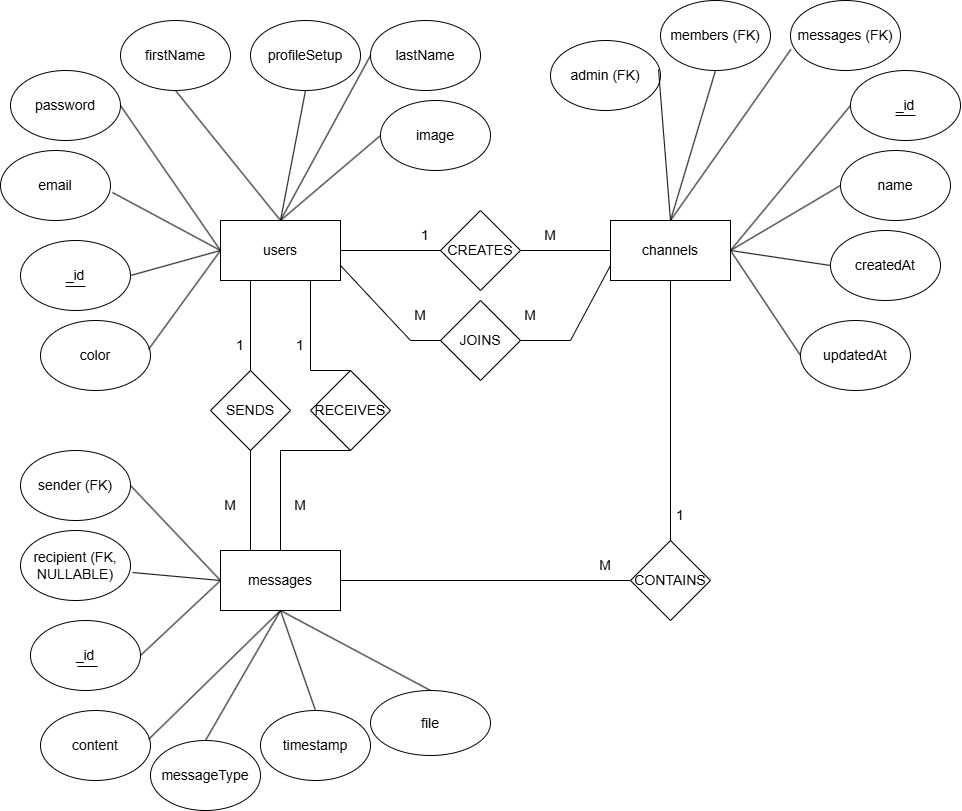 firstName
profileSetup
lastName
members (FK)
messages (FK)
admin (FK)
password
image
_id
email
name
users
1
CREATES
M
channels
_id
createdAt
color
M
JOINS
M
updatedAt
1
1
SENDS
RECEIVES
sender (FK)
M
M
1
recipient (FK,
NULLABLE)
messages
M
CONTAINS
_id
content
messageType
timestamp
file